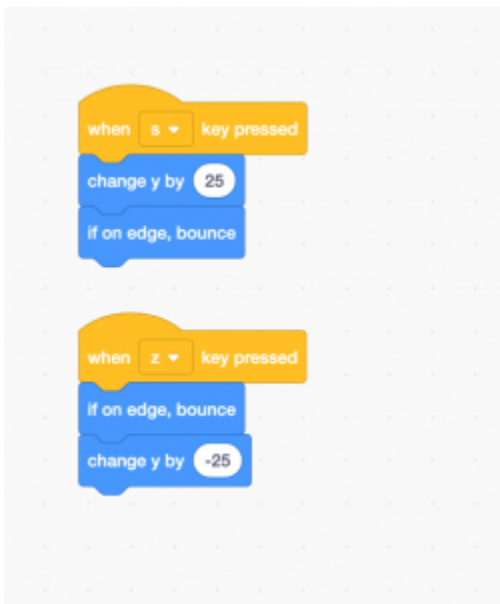 when s key pressed
change y by 25
if on edge, bounce
when z key pressed
if on edge, bounce
change y by -25